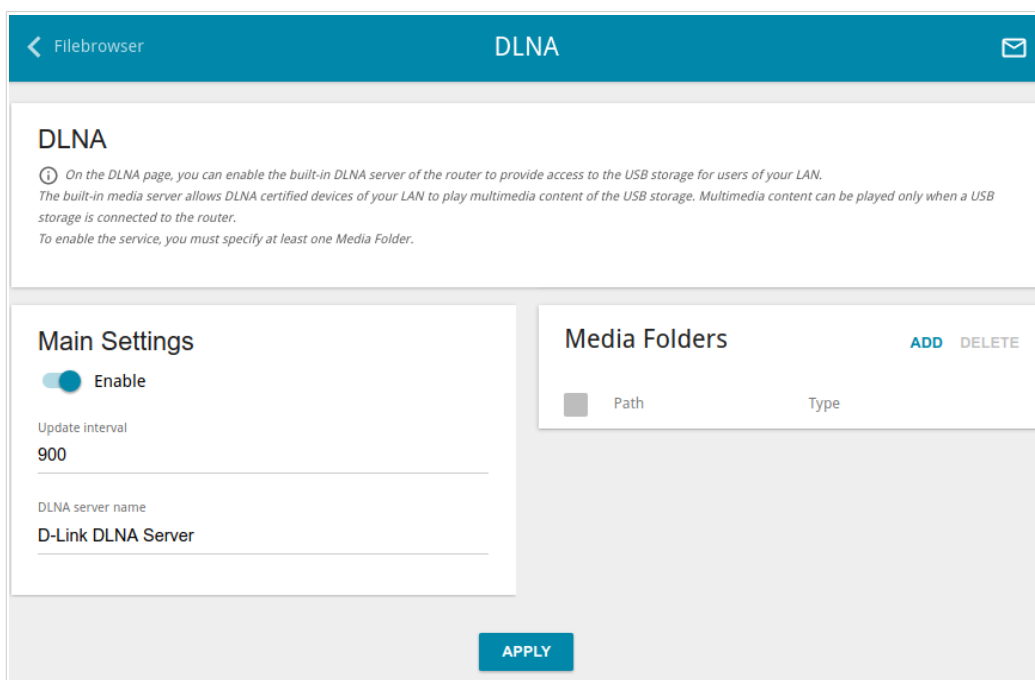 Filebrowser
DLNA
DLNA
On the DLNA page, you can enable the built-in DLNA server of the router to provide access to the USB storage for users of your LAN.
The built-in media server allows DLNA certified devices of your LAN to play multimedia content of the USB storage. Multimedia content can be played only when a USB
storage is connected to the router.
To enable the service, you must specify at least one Media Folder.
Main Settings
Enable
Update interval
900
DLNA server name
D-Link DLNA Server
Media Folders
ADD DELETE
Path Type
APPLY